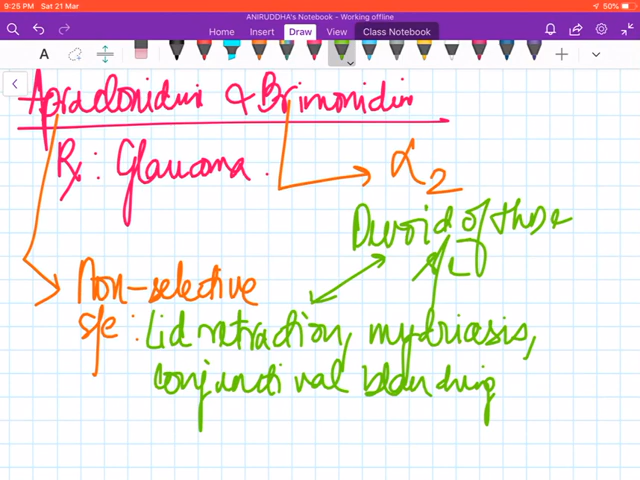 9:25 PM Sat 21 Mar 50%
ANIRUDDHA's Notebook - Working offline
Home Insert Draw View Class Notebooks
A
Apraclonidine & Brimonidine
Rx : Glaucoma .
α2
Devoid of these
s/e
Non-selective
s/e : Lid retraction, mydriasis,
conjunctival blanching